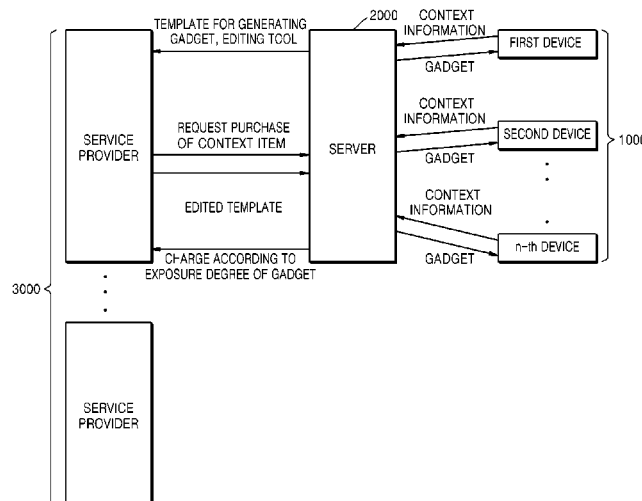 TEMPLATE FOR GENERATING
GADGET, EDITING TOOL
2000
CONTEXT
INFORMATION
FIRST DEVICE
GADGET
CONTEXT
INFORMATION
SECOND DEVICE
GADGET
1000
SERVICE
PROVIDER
REQUEST PURCHASE
OF CONTEXT ITEM
SERVER
EDITED TEMPLATE
CONTEXT
INFORMATION
n-th DEVICE
GADGET
CHARGE ACCORDING TO
EXPOSURE DEGREE OF GADGET
3000
SERVICE
PROVIDER